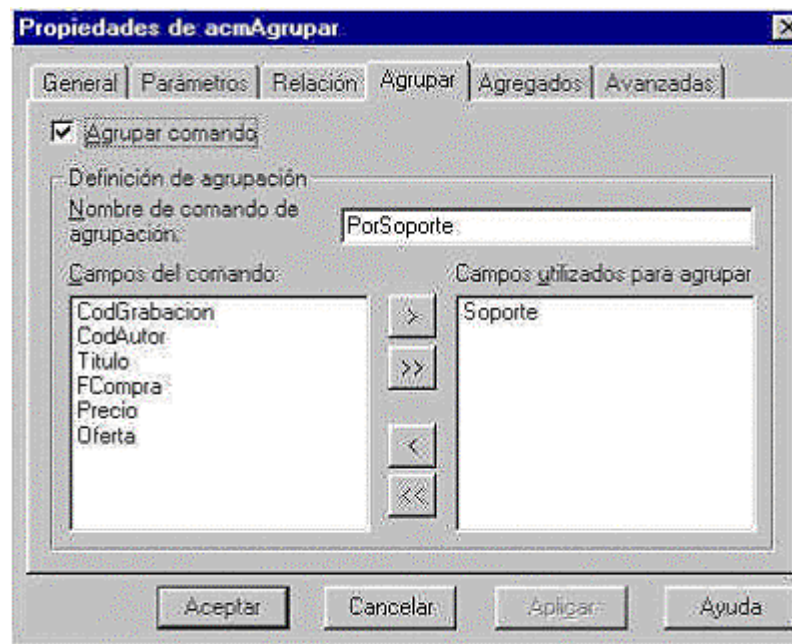 Propiedades de acmAgrupar
General Parámetros Relación Agrupar Agregados Avanzadas
Agrupar comando
Definición de agrupación
Nombre de comando de
agrupación:
PorSoporte
Campos del comando:
Campos utilizados para agrupar
CodGrabacion
CodAutor
Titulo
FCompra
Precio
Oferta
Soporte
>
>>
<
<<
Aceptar Cancelar Aplicar Ayuda